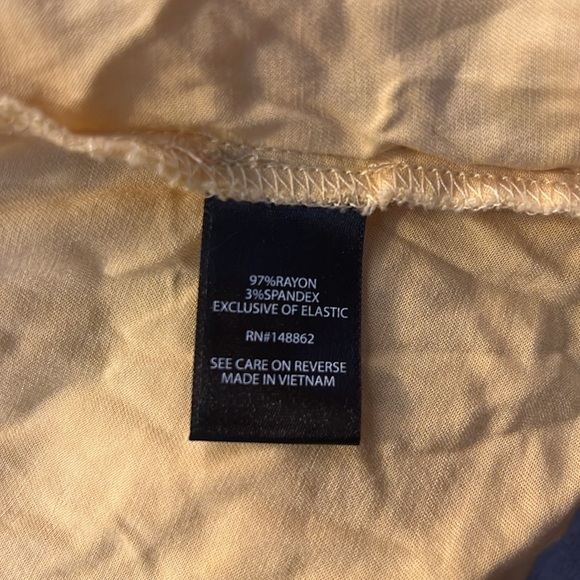 97%RAYON
3%SPANDEX
EXCLUSIVE OF ELASTIC
RN#148862
SEE CARE ON REVERSE
MADE IN VIETNAM